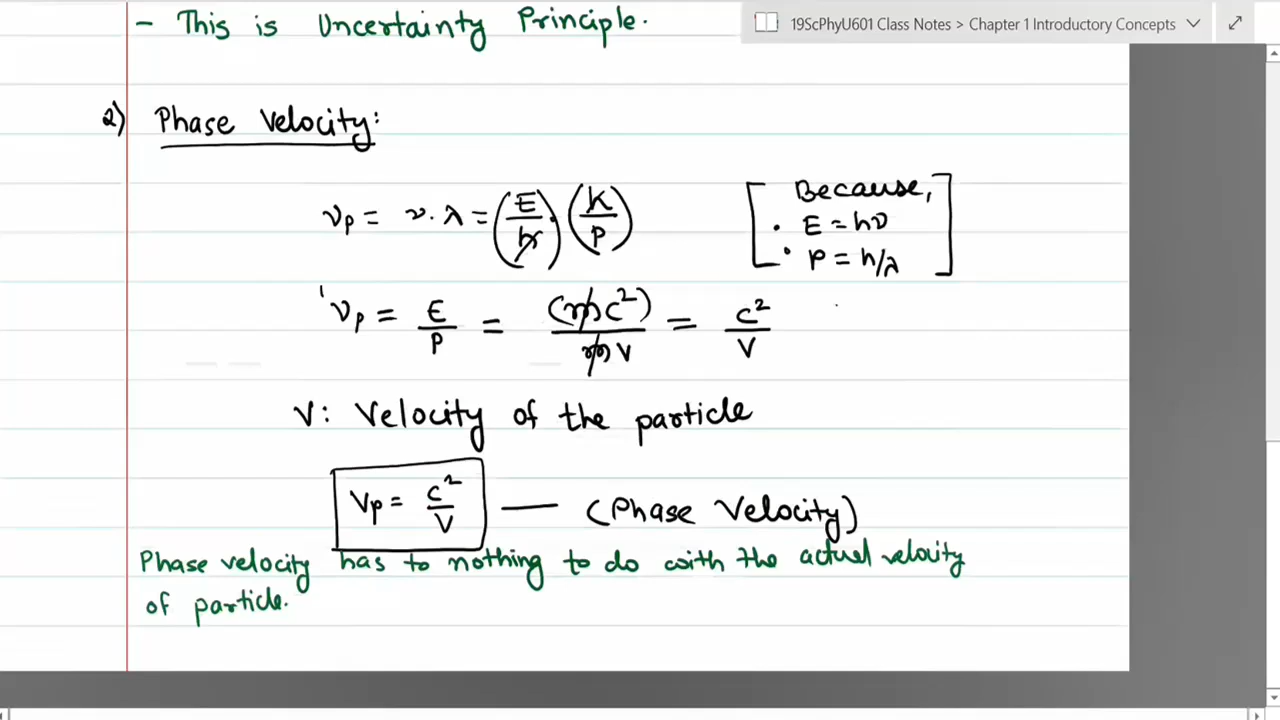 - This is Uncertainty Principle.
19ScPhyU601 Class Notes > Chapter 1 Introductory Concepts
2) Phase Velocity:
νp = ν·λ = (E/h)·(h/p) [Because,
• E = hν
• P = h/λ]
νp = E/P = (mc²)/mv = c²/v
V: Velocity of the particle
Vp = c²/v — (Phase Velocity)
Phase velocity has to nothing to do with the actual velocity
of particle.